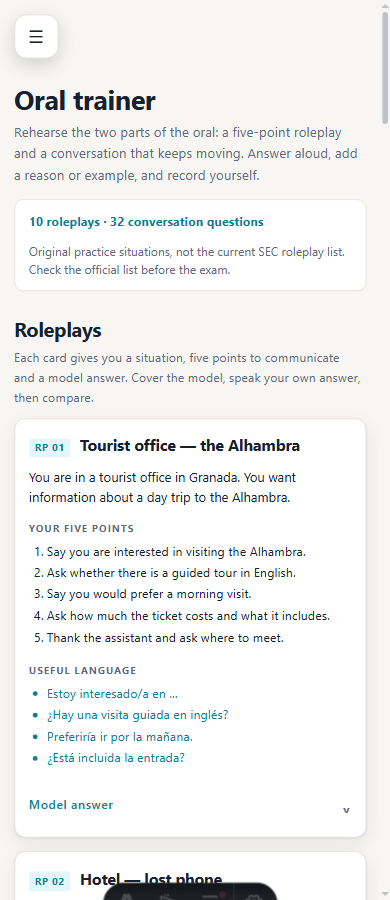 Oral trainer
Rehearse the two parts of the oral: a five-point roleplay
and a conversation that keeps moving. Answer aloud, add
a reason or example, and record yourself.
10 roleplays · 32 conversation questions
Original practice situations, not the current SEC roleplay list.
Check the official list before the exam.
Roleplays
Each card gives you a situation, five points to communicate
and a model answer. Cover the model, speak your own answer,
then compare.
RP 01 Tourist office — the Alhambra
You are in a tourist office in Granada. You want
information about a day trip to the Alhambra.
YOUR FIVE POINTS
1. Say you are interested in visiting the Alhambra.
2. Ask whether there is a guided tour in English.
3. Say you would prefer a morning visit.
4. Ask how much the ticket costs and what it includes.
5. Thank the assistant and ask where to meet.
USEFUL LANGUAGE
• Estoy interesado/a en ...
• ¿Hay una visita guiada en inglés?
• Preferiría ir por la mañana.
• ¿Está incluida la entrada?
Model answer v
RP 02 Hotel — lost phone